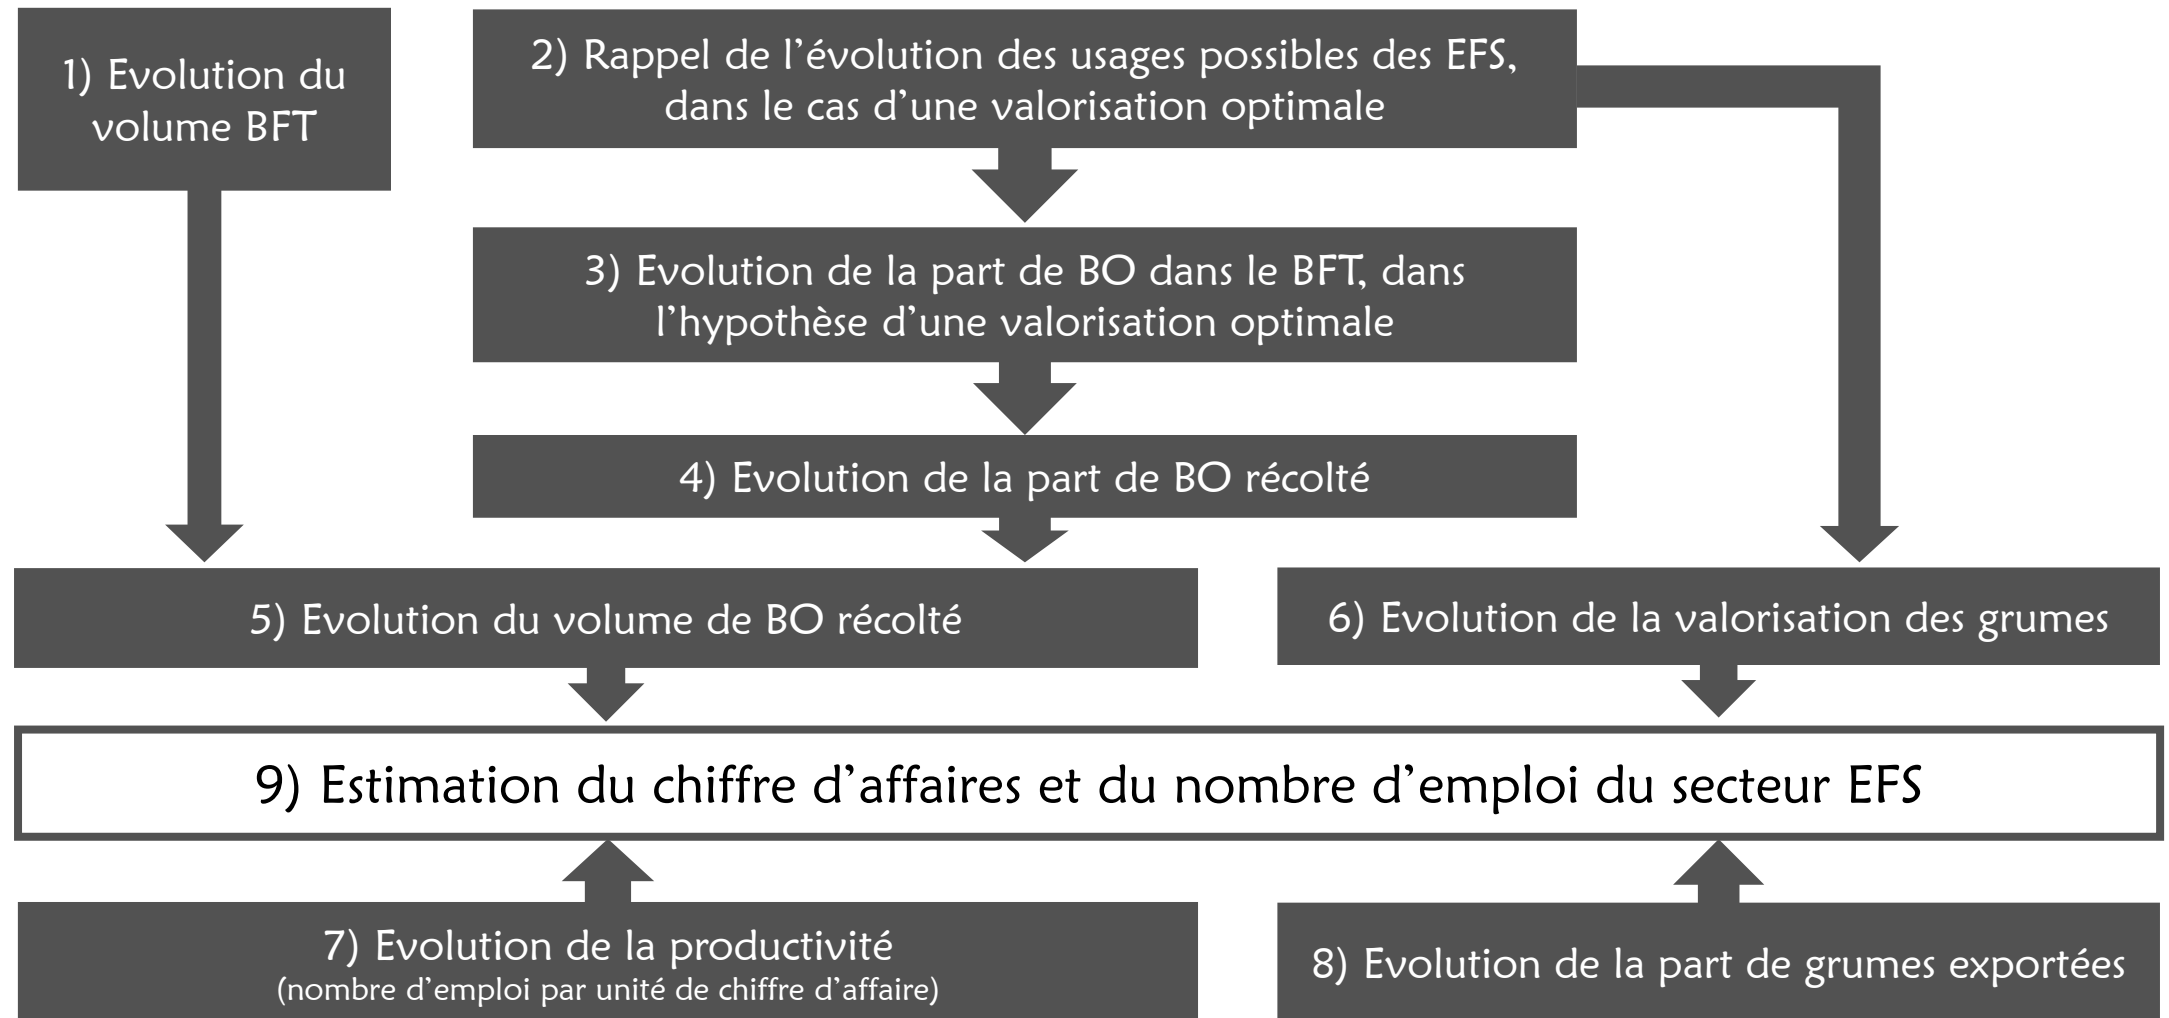 1) Evolution du
volume BFT
2) Rappel de l’évolution des usages possibles des EFS,
dans le cas d’une valorisation optimale
3) Evolution de la part de BO dans le BFT, dans
l’hypothèse d’une valorisation optimale
4) Evolution de la part de BO récolté
5) Evolution du volume de BO récolté
6) Evolution de la valorisation des grumes
9) Estimation du chiffre d’affaires et du nombre d’emploi du secteur EFS
7) Evolution de la productivité
(nombre d’emploi par unité de chiffre d’affaire)
8) Evolution de la part de grumes exportées